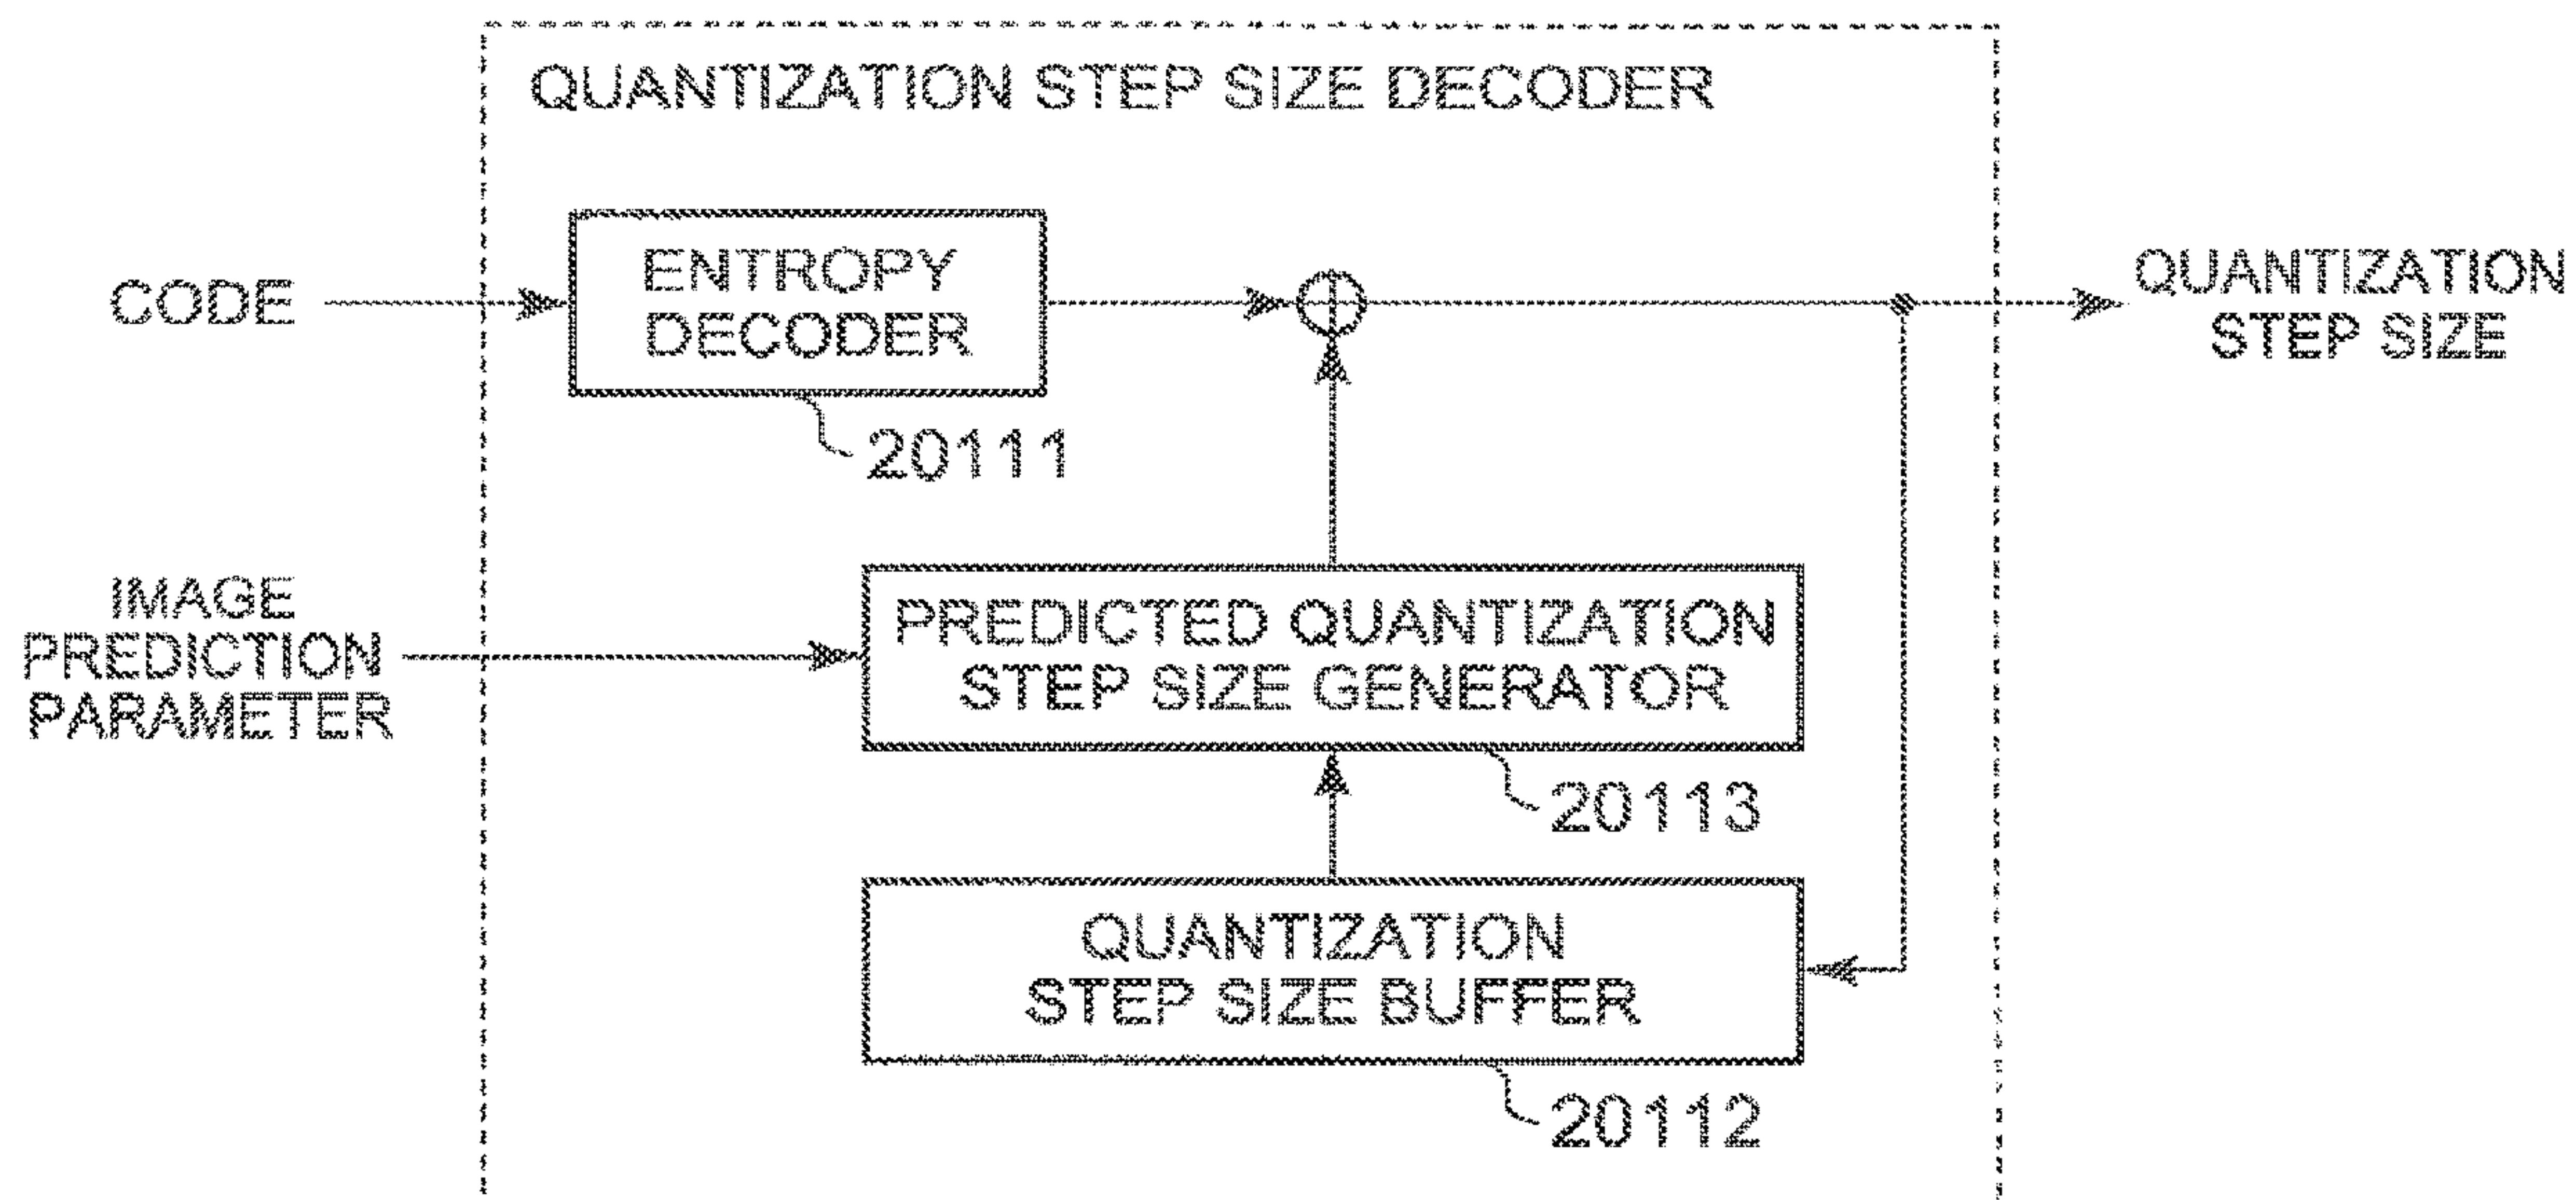 QUANTIZATION STEP SIZE DECODER
CODE
ENTROPY
DECODER
20111
QUANTIZATION
STEP SIZE
IMAGE
PREDICTION
PARAMETER
PREDICTED QUANTIZATION
STEP SIZE GENERATOR
20113
QUANTIZATION
STEP SIZE BUFFER
20112